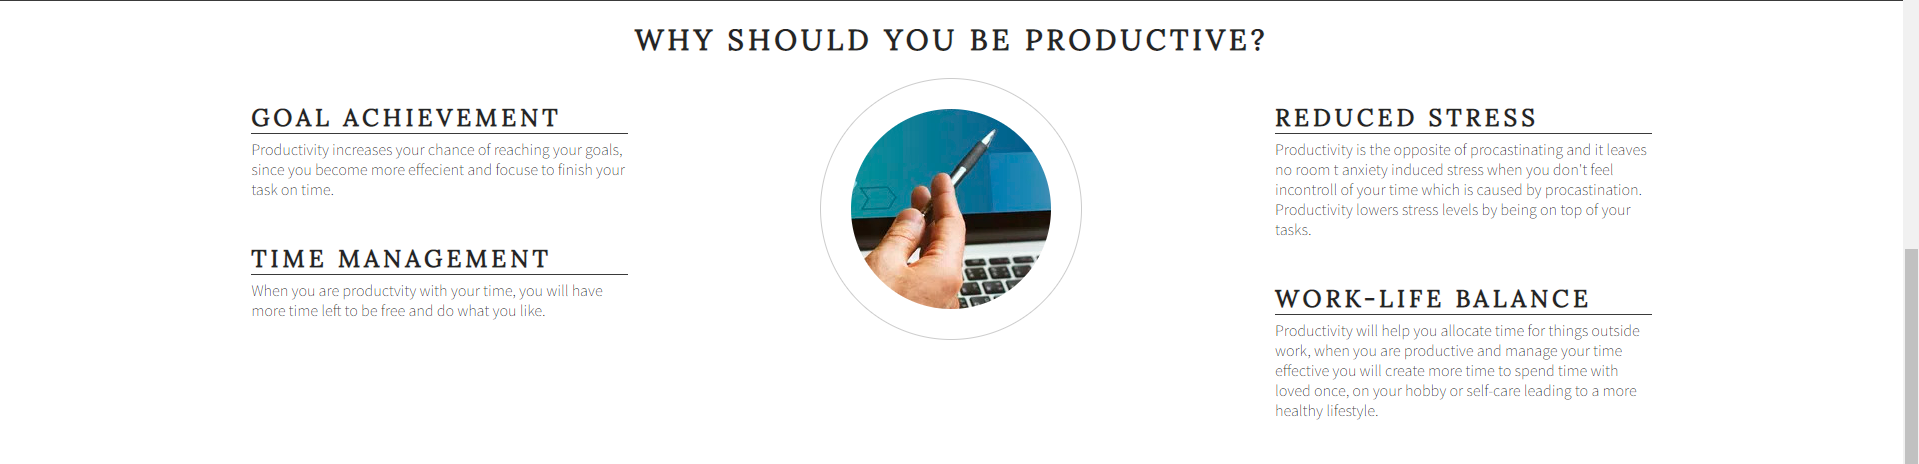 WHY SHOULD YOU BE PRODUCTIVE?
GOAL ACHIEVEMENT
Productivity increases your chance of reaching your goals,
since you become more effecient and focuse to finish your
task on time.
TIME MANAGEMENT
When you are productvity with your time, you will have
more time left to be free and do what you like.
REDUCED STRESS
Productivity is the opposite of procastinating and it leaves
no room t anxiety induced stress when you don't feel
incontroll of your time which is caused by procastination.
Productivity lowers stress levels by being on top of your
tasks.
WORK-LIFE BALANCE
Productivity will help you allocate time for things outside
work, when you are productive and manage your time
effective you will create more time to spend time with
loved once, on your hobby or self-care leading to a more
healthy lifestyle.